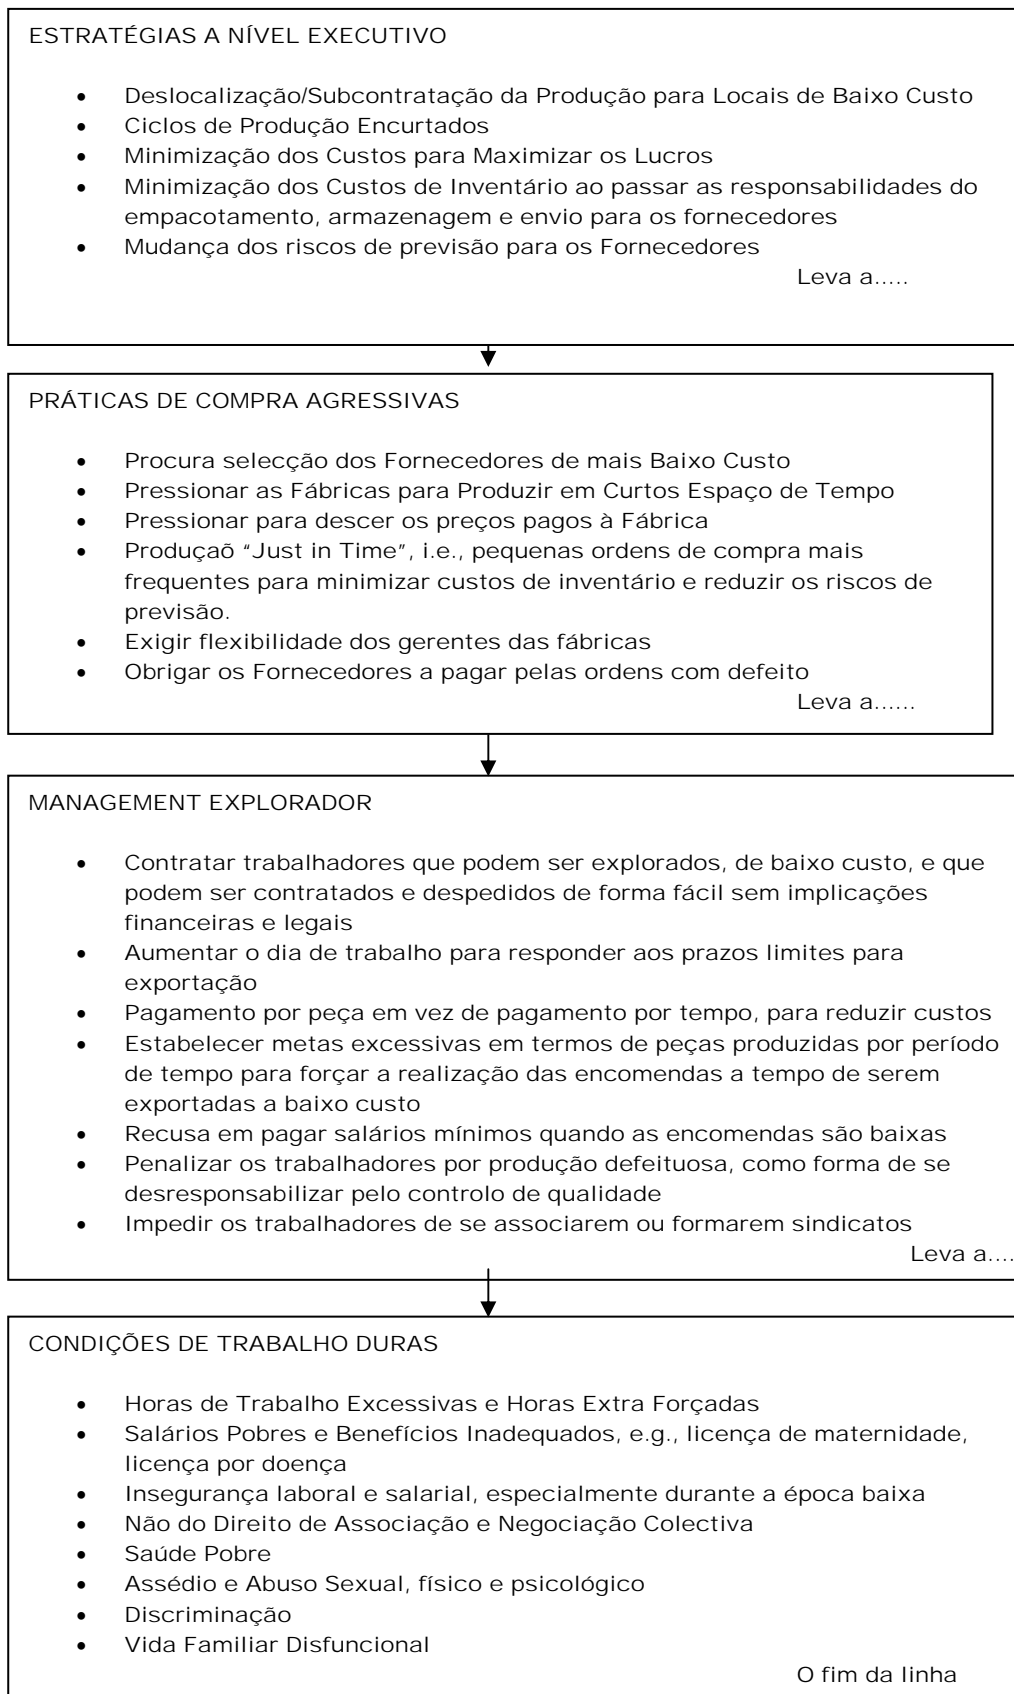 ESTRATÉGIAS A NÍVEL EXECUTIVO
• Deslocalização/Subcontratação da Produção para Locais de Baixo Custo
• Ciclos de Produção Encurtados
• Minimização dos Custos para Maximizar os Lucros
• Minimização dos Custos de Inventário ao passar as responsabilidades do
empacotamento, armazenagem e envio para os fornecedores
• Mudança dos riscos de previsão para os Fornecedores
Leva a.....
PRÁTICAS DE COMPRA AGRESSIVAS
• Procura selecção dos Fornecedores de mais Baixo Custo
• Pressionar as Fábricas para Produzir em Curtos Espaço de Tempo
• Pressionar para descer os preços pagos à Fábrica
• Produçaõ “Just in Time”, i.e., pequenas ordens de compra mais
frequentes para minimizar custos de inventário e reduzir os riscos de
previsão.
• Exigir flexibilidade dos gerentes das fábricas
• Obrigar os Fornecedores a pagar pelas ordens com defeito
Leva a......
MANAGEMENT EXPLORADOR
• Contratar trabalhadores que podem ser explorados, de baixo custo, e que
podem ser contratados e despedidos de forma fácil sem implicações
financeiras e legais
• Aumentar o dia de trabalho para responder aos prazos limites para
exportação
• Pagamento por peça em vez de pagamento por tempo, para reduzir custos
• Estabelecer metas excessivas em termos de peças produzidas por período
de tempo para forçar a realização das encomendas a tempo de serem
exportadas a baixo custo
• Recusa em pagar salários mínimos quando as encomendas são baixas
• Penalizar os trabalhadores por produção defeituosa, como forma de se
desresponsabilizar pelo controlo de qualidade
• Impedir os trabalhadores de se associarem ou formarem sindicatos
Leva a....
CONDIÇÕES DE TRABALHO DURAS
• Horas de Trabalho Excessivas e Horas Extra Forçadas
• Salários Pobres e Benefícios Inadequados, e.g., licença de maternidade,
licença por doença
• Insegurança laboral e salarial, especialmente durante a época baixa
• Não do Direito de Associação e Negociação Colectiva
• Saúde Pobre
• Assédio e Abuso Sexual, físico e psicológico
• Discriminação
• Vida Familiar Disfuncional
O fim da linha